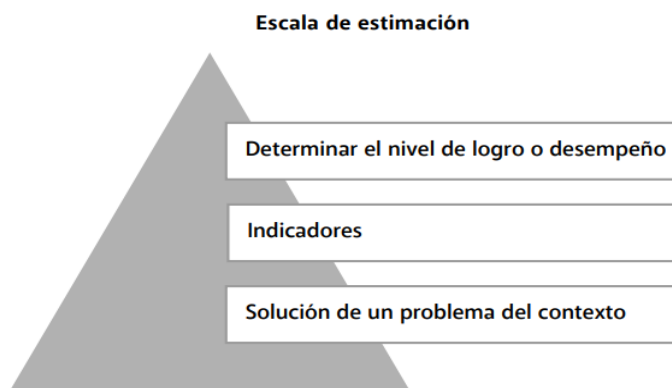 Escala de estimación
Determinar el nivel de logro o desempeño
Indicadores
Solución de un problema del contexto